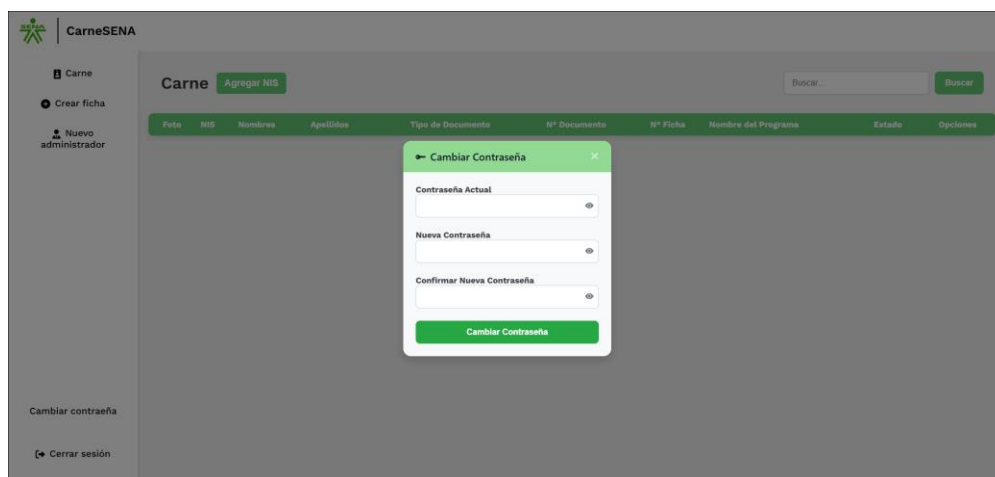 SENA
CarneSENA
Carne
Crear ficha
Nuevo
administrador
Cambiar contraeña
Cerrar sesión
Carne
Agregar NIS
Buscar...
Buscar
Foto NIS Nombres Apellidos Tipo de Documento Nº Documento Nº Ficha Nombre del Programa Estado Opciones
Cambiar Contraseña
Contraseña Actual
Nueva Contraseña
Confirmar Nueva Contraseña
Cambiar Contraseña